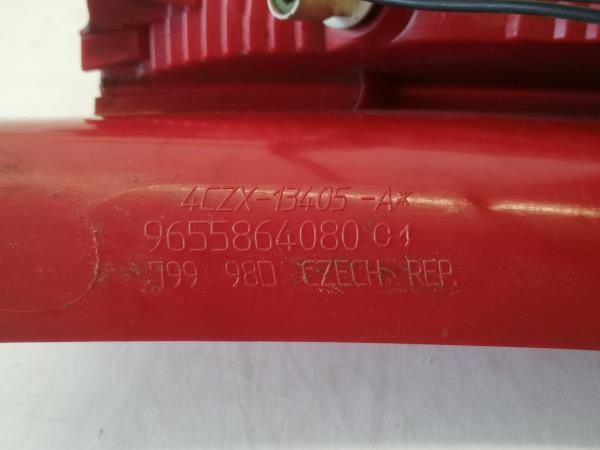 4CZX-13405-A*
9655864080 01
J99 98D CZECH REP.